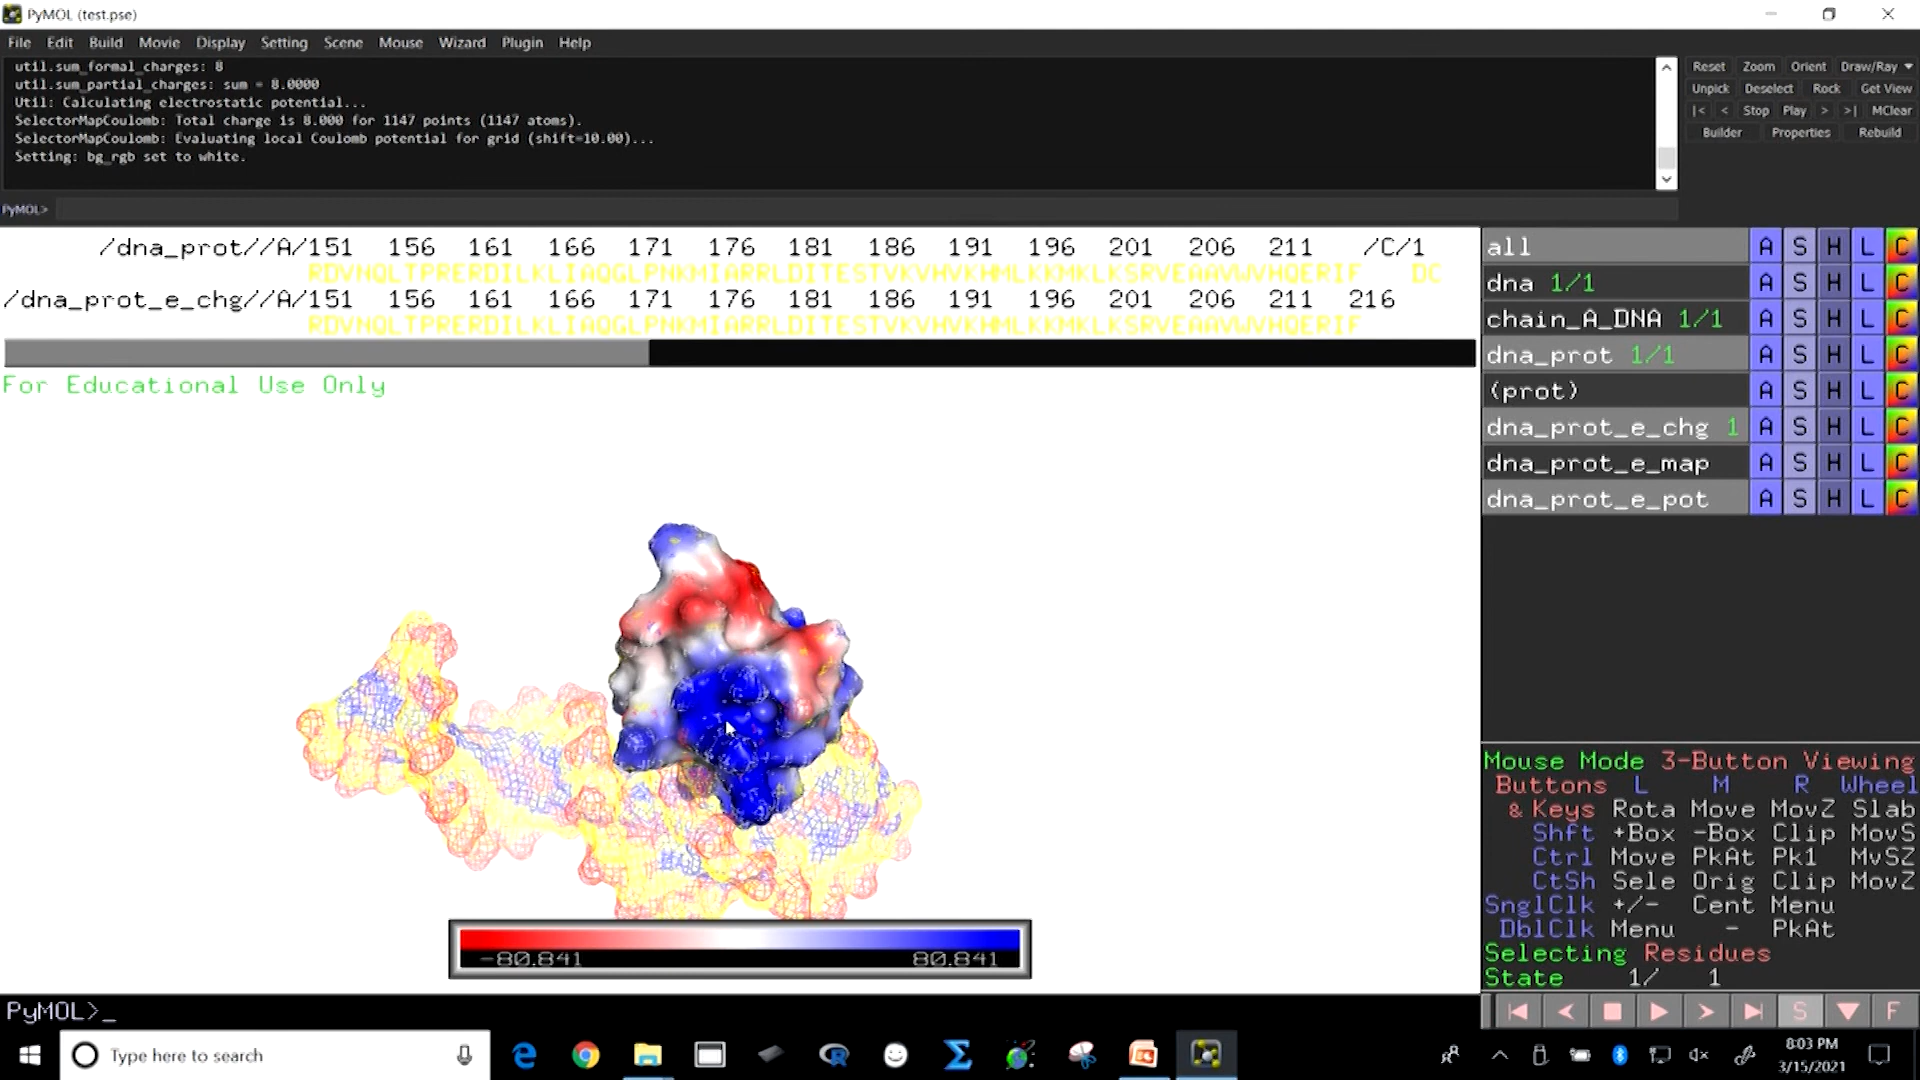 PyMOL (test.pse)
File Edit Build Movie Display Setting Scene Mouse Wizard Plugin Help
util.sum_formal_charges: 8
util.sum_partial_charges: sum = 8.0000
Util: Calculating electrostatic potential...
SelectorMapCoulomb: Total charge is 8.000 for 1147 points (1147 atoms).
SelectorMapCoulomb: Evaluating local Coulomb potential for grid (shift=10.00)...
Setting: bg_rgb set to white.
PyMOL>
Reset Zoom Orient Draw/Ray
Unpick Deselect Rock Get View
|< < Stop Play > >| MClear
Builder Properties Rebuild
/dna_prot//A/151 156 161 166 171 176 181 186 191 196 201 206 211 /C/1
RDVNQLTPRERDILKLIAQGLPNKMIARRLDITESTVKVHVKHMLKKMKLKSRVEAAVWVHQERIF DC
/dna_prot_e_chg//A/151 156 161 166 171 176 181 186 191 196 201 206 211 216
RDVNQLTPRERDILKLIAQGLPNKMIARRLDITESTVKVHVKHMLKKMKLKSRVEAAVWVHQERIF
For Educational Use Only
-80.841 80.841
PyMOL>_
all A S H L C
dna 1/1 A S H L C
chain_A_DNA 1/1 A S H L C
dna_prot 1/1 A S H L C
(prot) A S H L C
dna_prot_e_chg 1 A S H L C
dna_prot_e_map A S H L C
dna_prot_e_pot A S H L C
Mouse Mode 3-Button Viewing
Buttons L M R Wheel
& Keys Rota Move MovZ Slab
Shft +Box -Box Clip MovS
Ctrl Move PkAt Pk1 MvSZ
CtSh Sele Orig Clip MovZ
SnglClk +/- Cent Menu
DblClk Menu - PkAt
Selecting Residues
State 1/ 1
S F
Type here to search
8:03 PM
3/15/2021